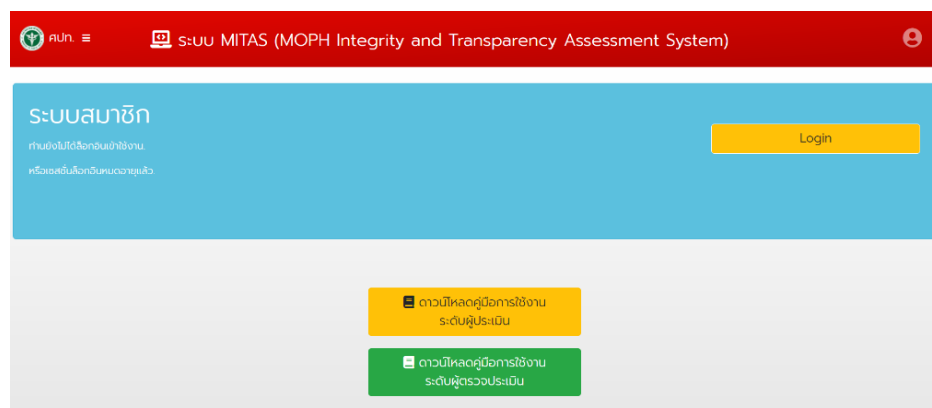 ศปท. ≡
ระบบ MITAS (MOPH Integrity and Transparency Assessment System)
ระบบสมาชิก
ท่านยังไม่ได้ล็อกอินเข้าใช้งาน.
หรือเซสชั่นล็อกอินหมดอายุแล้ว.
Login
ดาวน์โหลดคู่มือการใช้งาน
ระดับผู้ประเมิน
ดาวน์โหลดคู่มือการใช้งาน
ระดับผู้ตรวจประเมิน